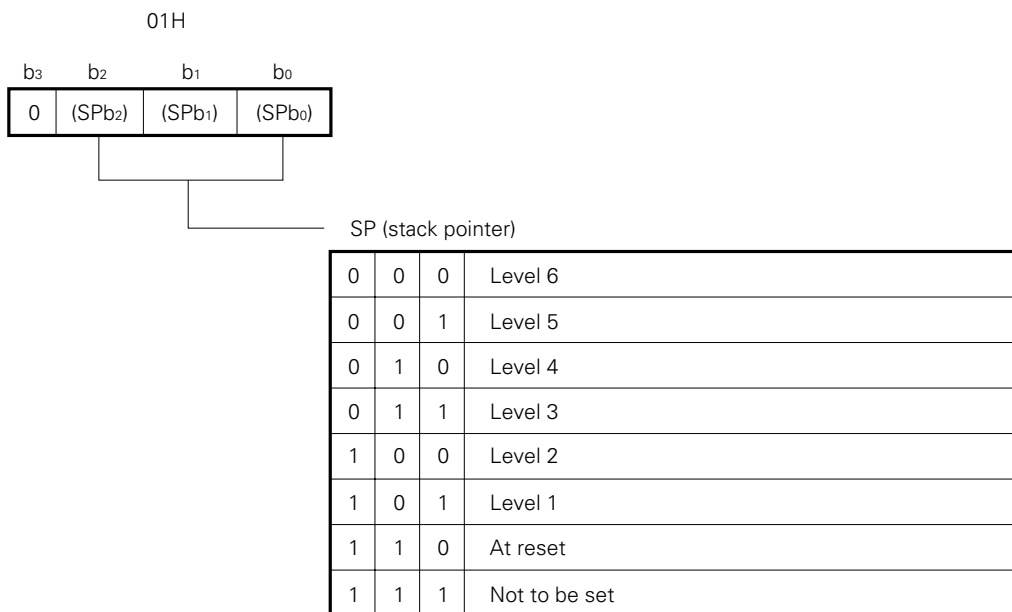 01H
b3 b2 b1 b0
0 (SPb2) (SPb1) (SPb0)
SP (stack pointer)
0 0 0 Level 6
0 0 1 Level 5
0 1 0 Level 4
0 1 1 Level 3
1 0 0 Level 2
1 0 1 Level 1
1 1 0 At reset
1 1 1 Not to be set